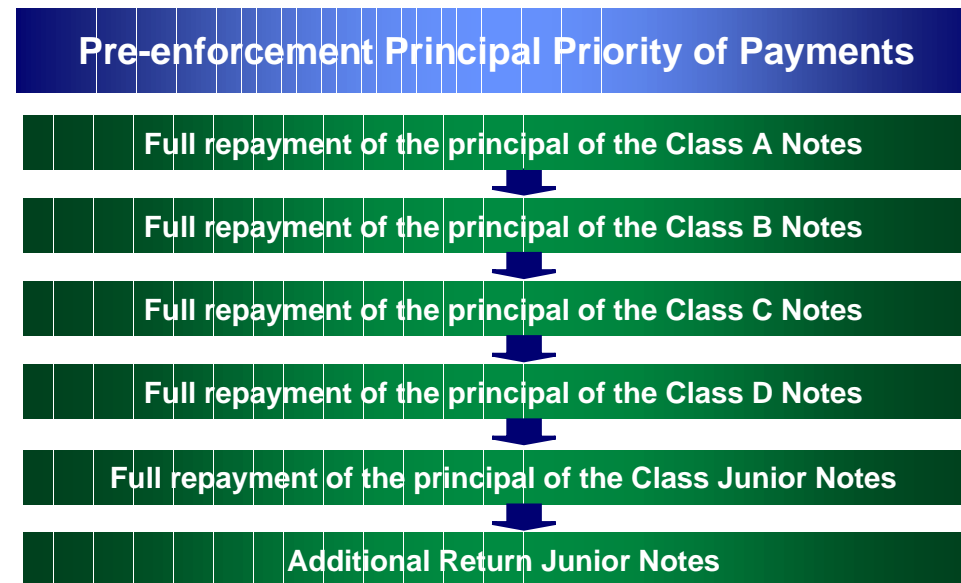 Pre-enforcement Principal Priority of Payments
Full repayment of the principal of the Class A Notes
Full repayment of the principal of the Class B Notes
Full repayment of the principal of the Class C Notes
Full repayment of the principal of the Class D Notes
Full repayment of the principal of the Class Junior Notes
Additional Return Junior Notes